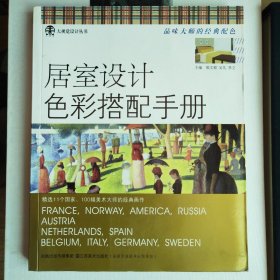 大视觉设计丛书
品味大师的经典配色
居室设计
色彩搭配手册
精选11个国家、100幅美术大师的经典画作
FRANCE, NORWAY, AMERICA, RUSSIA
AUSTRIA
NETHERLANDS, SPAIN
BELGIUM, ITALY, GERMANY, SWEDEN